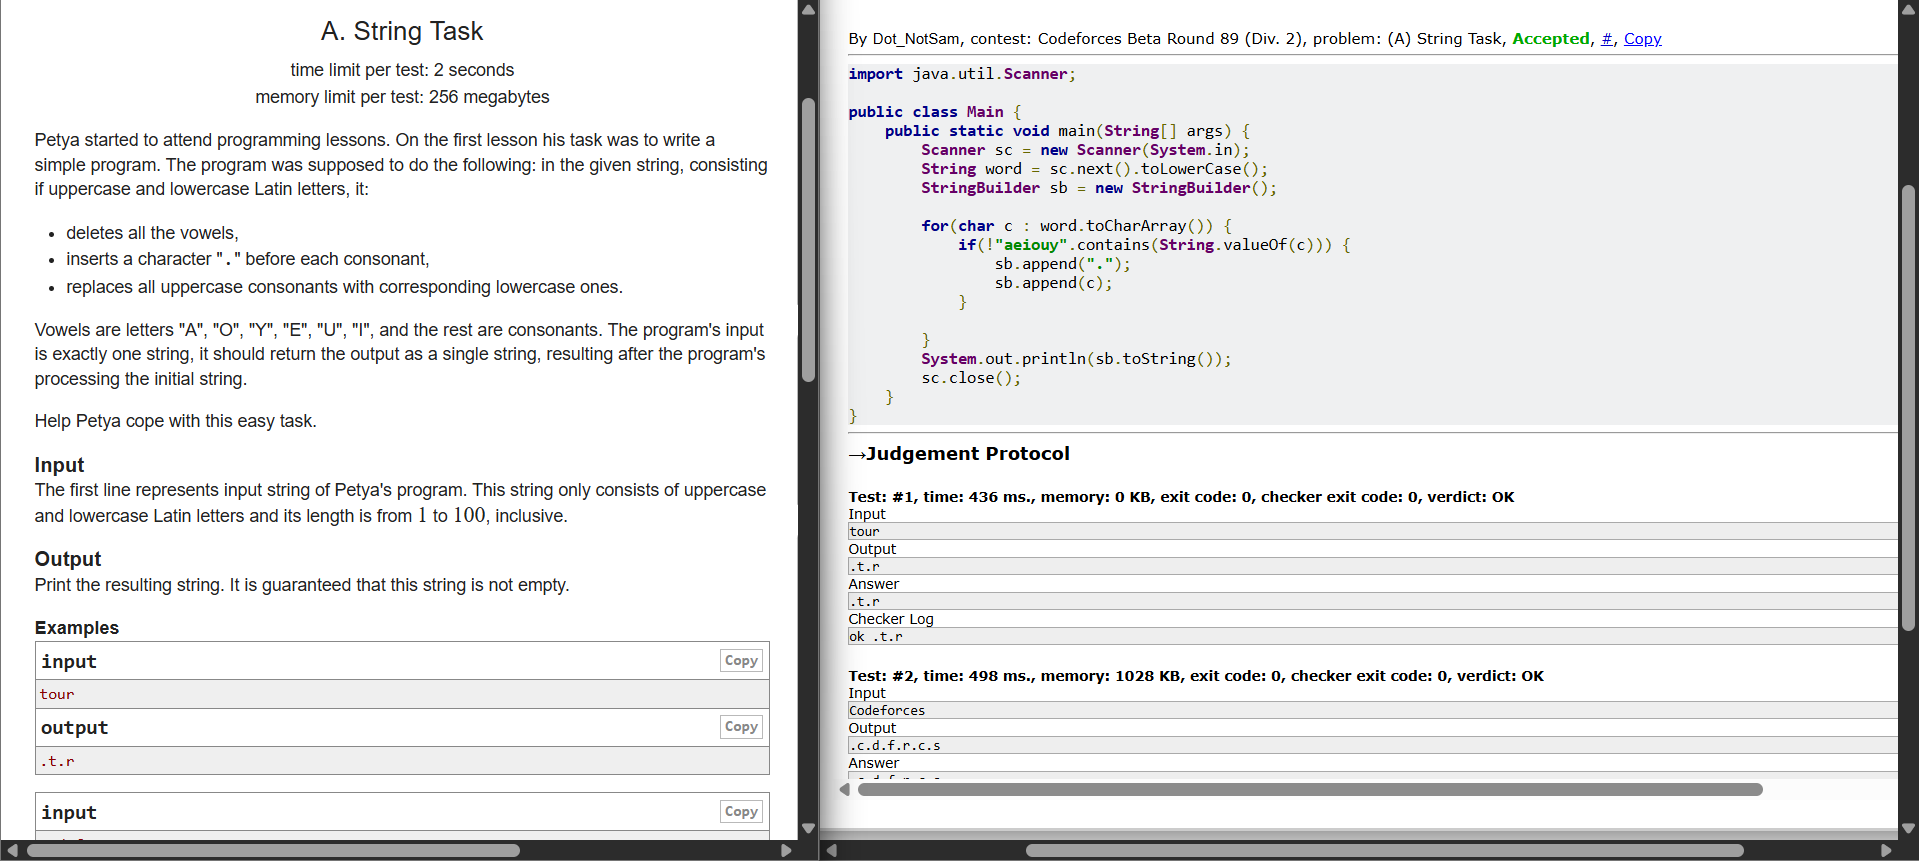 A. String Task
time limit per test: 2 seconds
memory limit per test: 256 megabytes
Petya started to attend programming lessons. On the first lesson his task was to write a
simple program. The program was supposed to do the following: in the given string, consisting
if uppercase and lowercase Latin letters, it:
• deletes all the vowels,
• inserts a character "." before each consonant,
• replaces all uppercase consonants with corresponding lowercase ones.
Vowels are letters "A", "O", "Y", "E", "U", "I", and the rest are consonants. The program's input
is exactly one string, it should return the output as a single string, resulting after the program's
processing the initial string.
Help Petya cope with this easy task.
Input
The first line represents input string of Petya's program. This string only consists of uppercase
and lowercase Latin letters and its length is from 1 to 100, inclusive.
Output
Print the resulting string. It is guaranteed that this string is not empty.
Examples
input Copy
tour
output Copy
.t.r
input Copy
By Dot_NotSam, contest: Codeforces Beta Round 89 (Div. 2), problem: (A) String Task, Accepted, #, Copy
import java.util.Scanner;
public class Main {
    public static void main(String[] args) {
        Scanner sc = new Scanner(System.in);
        String word = sc.next().toLowerCase();
        StringBuilder sb = new StringBuilder();
        for(char c : word.toCharArray()) {
            if(!"aeiouy".contains(String.valueOf(c))) {
                sb.append(".");
                sb.append(c);
            }
        }
        System.out.println(sb.toString());
        sc.close();
    }
}
→Judgement Protocol
Test: #1, time: 436 ms., memory: 0 KB, exit code: 0, checker exit code: 0, verdict: OK
Input
tour
Output
.t.r
Answer
.t.r
Checker Log
ok .t.r
Test: #2, time: 498 ms., memory: 1028 KB, exit code: 0, checker exit code: 0, verdict: OK
Input
Codeforces
Output
.c.d.f.r.c.s
Answer